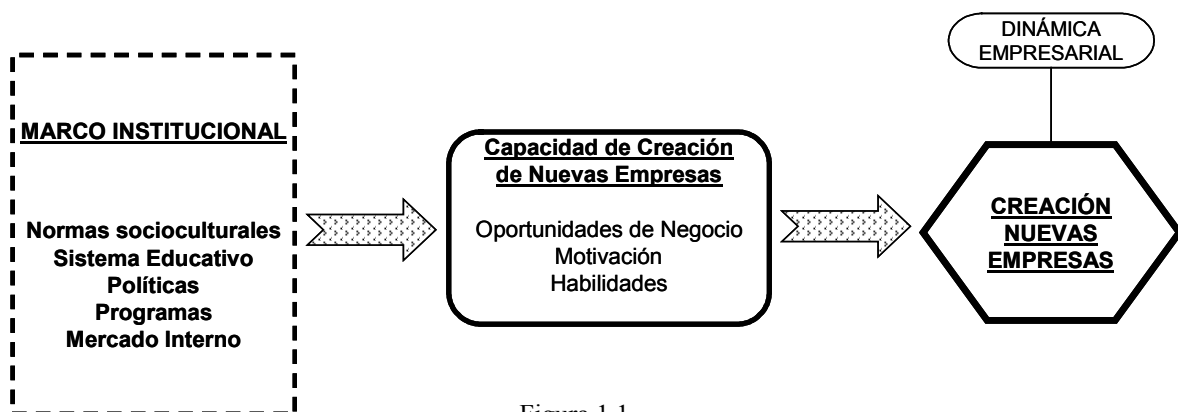 DINÁMICA
EMPRESARIAL
MARCO INSTITUCIONAL
Normas socioculturales
Sistema Educativo
Políticas
Programas
Mercado Interno
Capacidad de Creación
de Nuevas Empresas
Oportunidades de Negocio
Motivación
Habilidades
CREACIÓN
NUEVAS
EMPRESAS
Figura 1.1